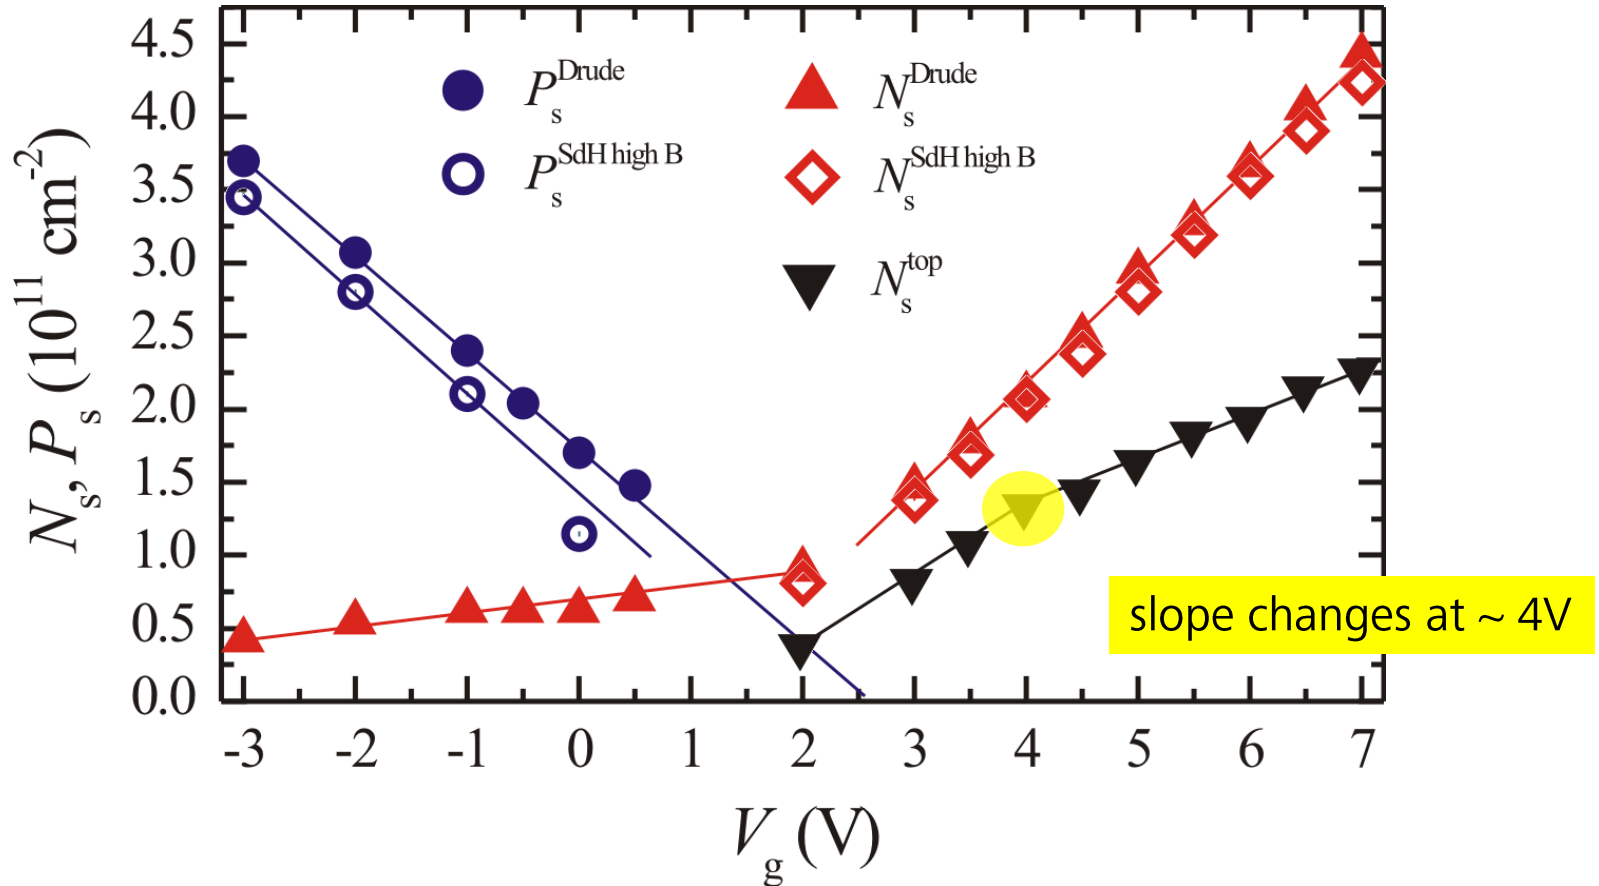 N_s, P_s (10^11 cm^-2)
4.5
4.0
3.5
3.0
2.5
2.0
1.5
1.0
0.5
0.0
P_s^Drude
P_s^SdH high B
N_s^Drude
N_s^SdH high B
N_s^top
slope changes at ~ 4V
-3 -2 -1 0 1 2 3 4 5 6 7
V_g (V)